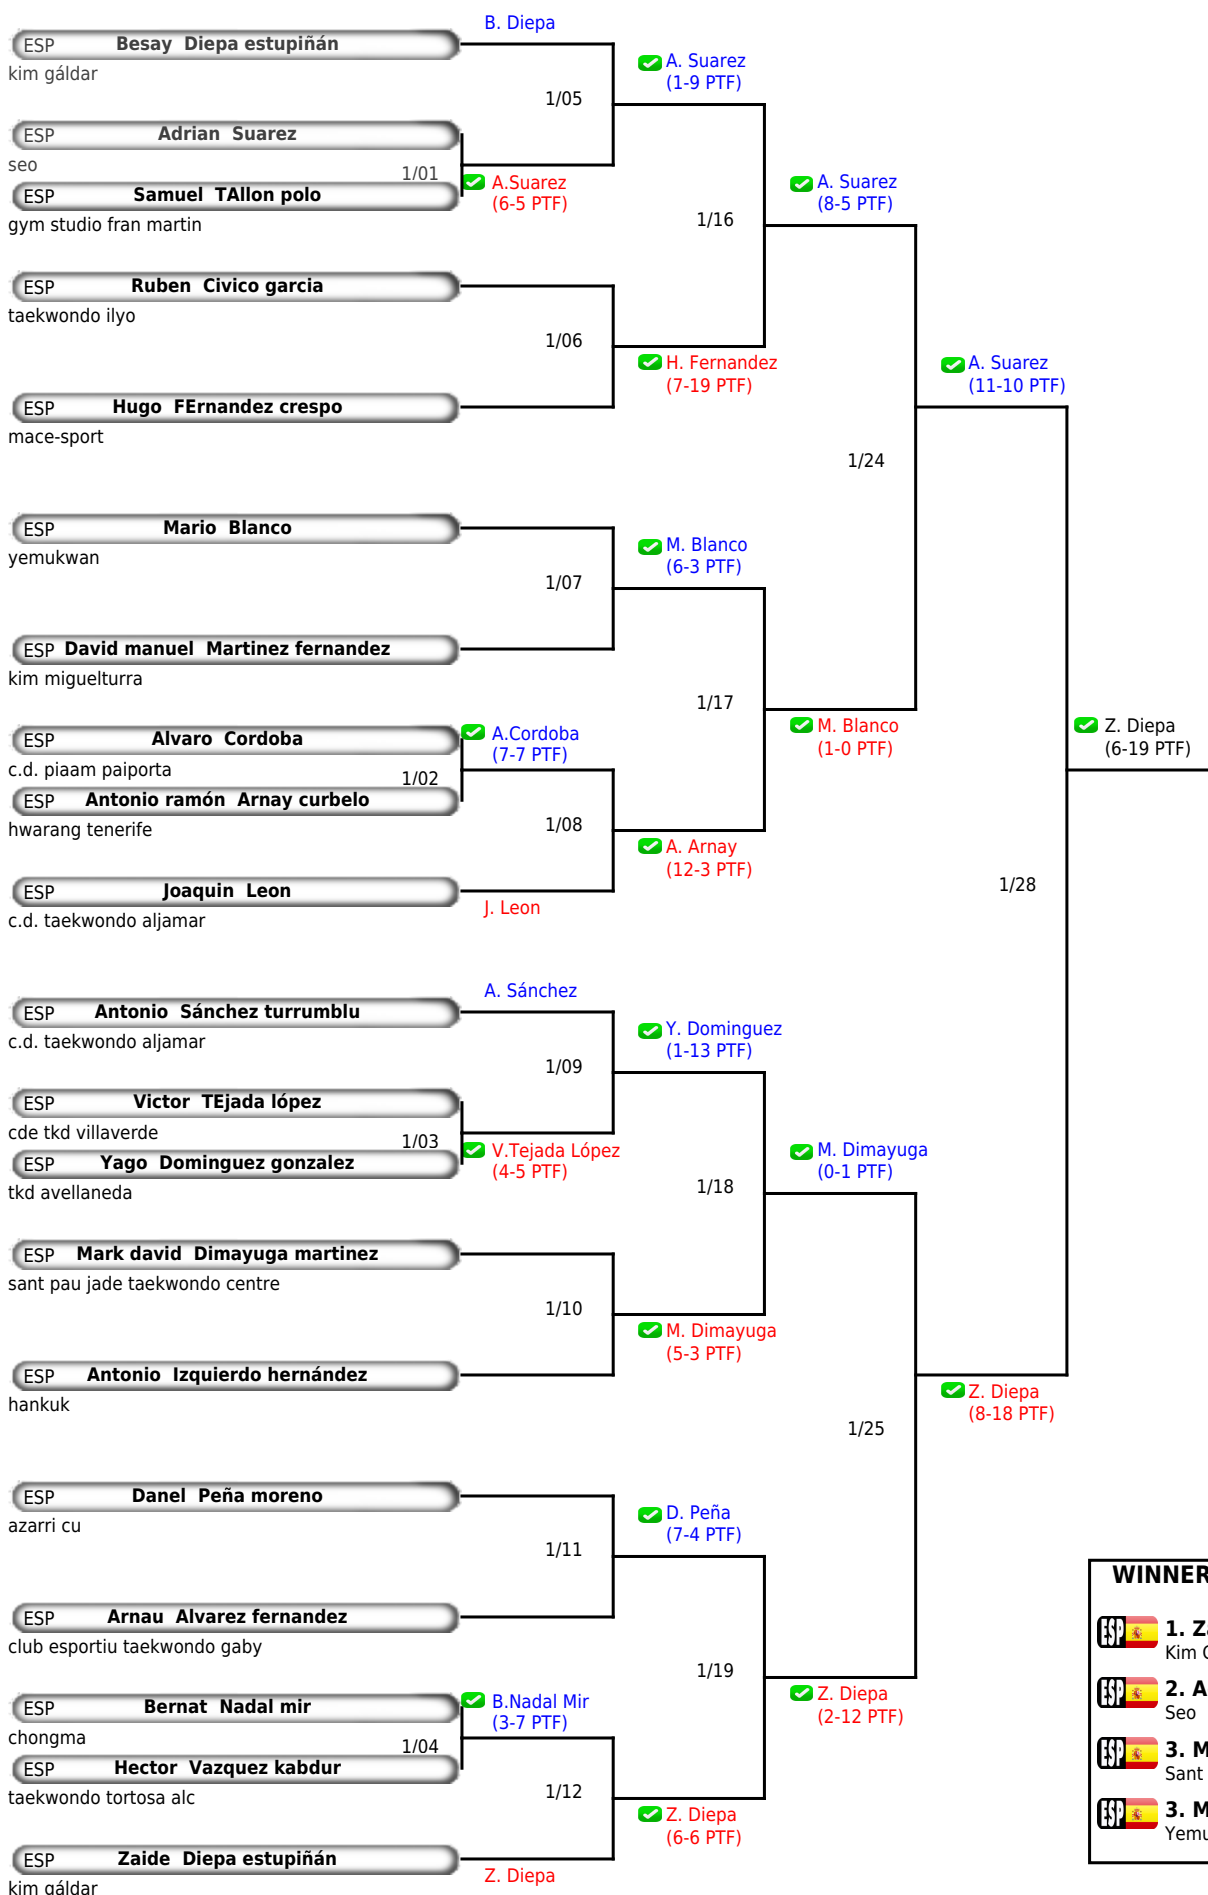 B. Diepa
ESP Besay Diepa estupiñán
kim gáldar
A. Suarez
(1-9 PTF)
1/05
ESP Adrian Suarez
seo
1/01
ESP Samuel TAllon polo
gym studio fran martin
A.Suarez
(6-5 PTF)
A. Suarez
(8-5 PTF)
1/16
ESP Ruben Civico garcia
taekwondo ilyo
1/06
H. Fernandez
(7-19 PTF)
A. Suarez
(11-10 PTF)
ESP Hugo FErnandez crespo
mace-sport
1/24
ESP Mario Blanco
yemukwan
M. Blanco
(6-3 PTF)
1/07
ESP David manuel Martinez fernandez
kim miguelturra
1/17
ESP Alvaro Cordoba
c.d. piaam paiporta
A.Cordoba
(7-7 PTF)
M. Blanco
(1-0 PTF)
Z. Diepa
(6-19 PTF)
1/02
ESP Antonio ramón Arnay curbelo
hwarang tenerife
1/08
A. Arnay
(12-3 PTF)
ESP Joaquin Leon
c.d. taekwondo aljamar
J. Leon
1/28
A. Sánchez
ESP Antonio Sánchez turrumblu
c.d. taekwondo aljamar
Y. Dominguez
(1-13 PTF)
1/09
ESP Victor TEjada lópez
cde tkd villaverde
1/03
ESP Yago Dominguez gonzalez
tkd avellaneda
V.Tejada López
(4-5 PTF)
M. Dimayuga
(0-1 PTF)
1/18
ESP Mark david Dimayuga martinez
sant pau jade taekwondo centre
1/10
M. Dimayuga
(5-3 PTF)
ESP Antonio Izquierdo hernández
hankuk
Z. Diepa
(8-18 PTF)
1/25
ESP Danel Peña moreno
azarri cu
D. Peña
(7-4 PTF)
1/11
ESP Arnau Alvarez fernandez
club esportiu taekwondo gaby
1/19
ESP Bernat Nadal mir
chongma
B.Nadal Mir
(3-7 PTF)
Z. Diepa
(2-12 PTF)
1/04
ESP Hector Vazquez kabdur
taekwondo tortosa alc
1/12
Z. Diepa
(6-6 PTF)
ESP Zaide Diepa estupiñán
kim gáldar
Z. Diepa
WINNER
ESP 1. Za
Kim
ESP 2. A
Seo
ESP 3. M
Sant
ESP 3. M
Yemu